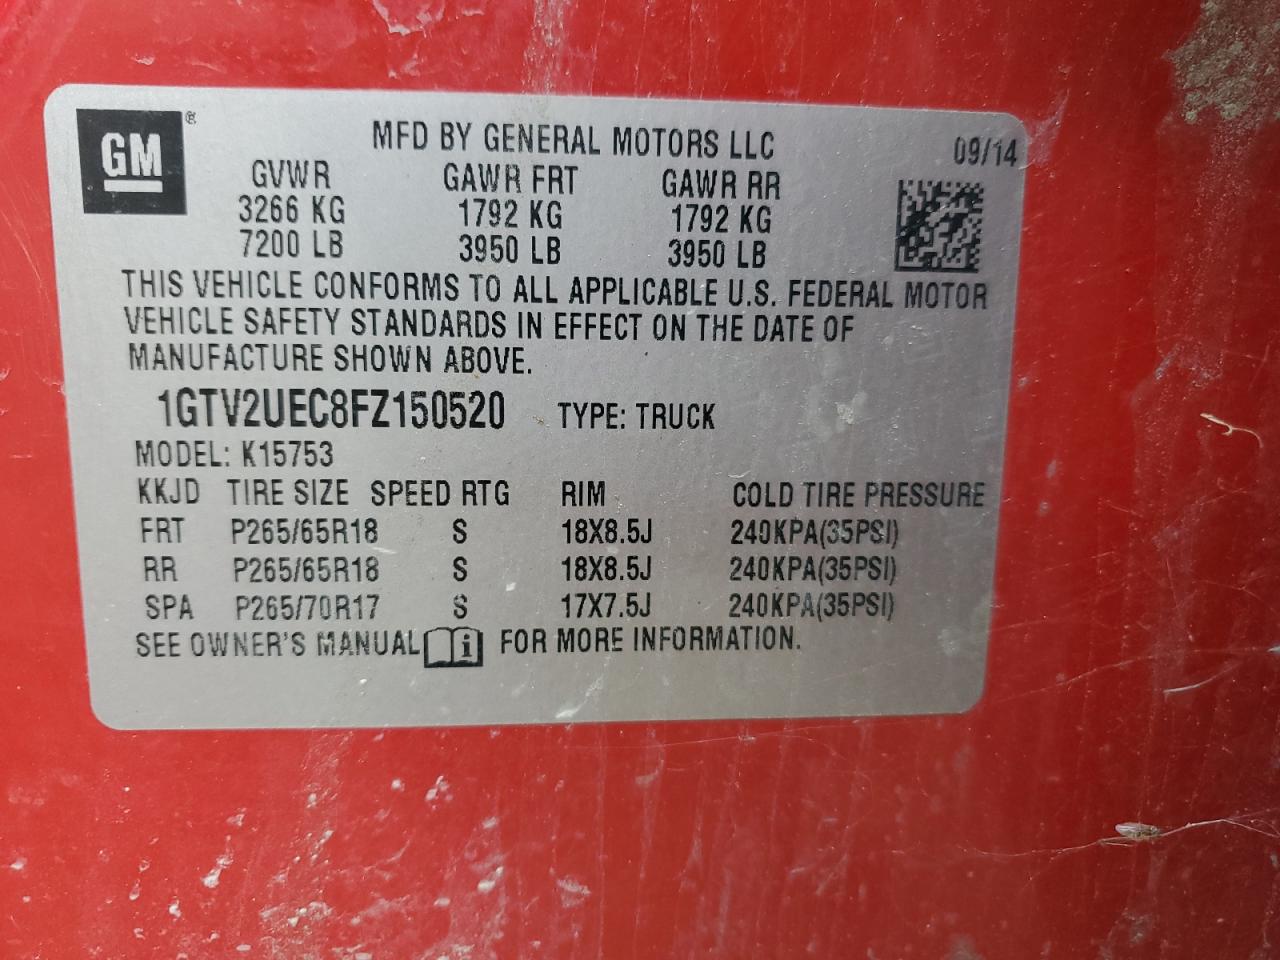 GM®
MFD BY GENERAL MOTORS LLC 09/14
GVWR GAWR FRT GAWR RR
3266 KG 1792 KG 1792 KG
7200 LB 3950 LB 3950 LB
THIS VEHICLE CONFORMS TO ALL APPLICABLE U.S. FEDERAL MOTOR
VEHICLE SAFETY STANDARDS IN EFFECT ON THE DATE OF
MANUFACTURE SHOWN ABOVE.
1GTV2UEC8FZ150520 TYPE: TRUCK
MODEL: K15753
KKJD TIRE SIZE SPEED RTG RIM COLD TIRE PRESSURE
FRT P265/65R18 S 18X8.5J 240KPA(35PSI)
RR P265/65R18 S 18X8.5J 240KPA(35PSI)
SPA P265/70R17 S 17X7.5J 240KPA(35PSI)
SEE OWNER'S MANUAL i FOR MORE INFORMATION.